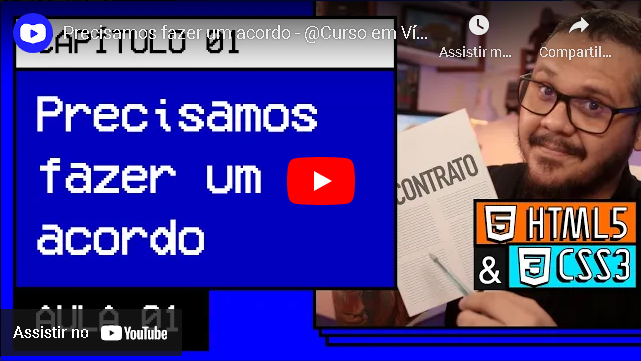 CAPÍTULO 01
Precisamos fazer um acordo - @Curso em Ví...
Assistir m...
Compartil...
Precisamos
fazer um
acordo
CONTRATO
HTML5
& CSS3
AULA 01
Assistir no YouTube